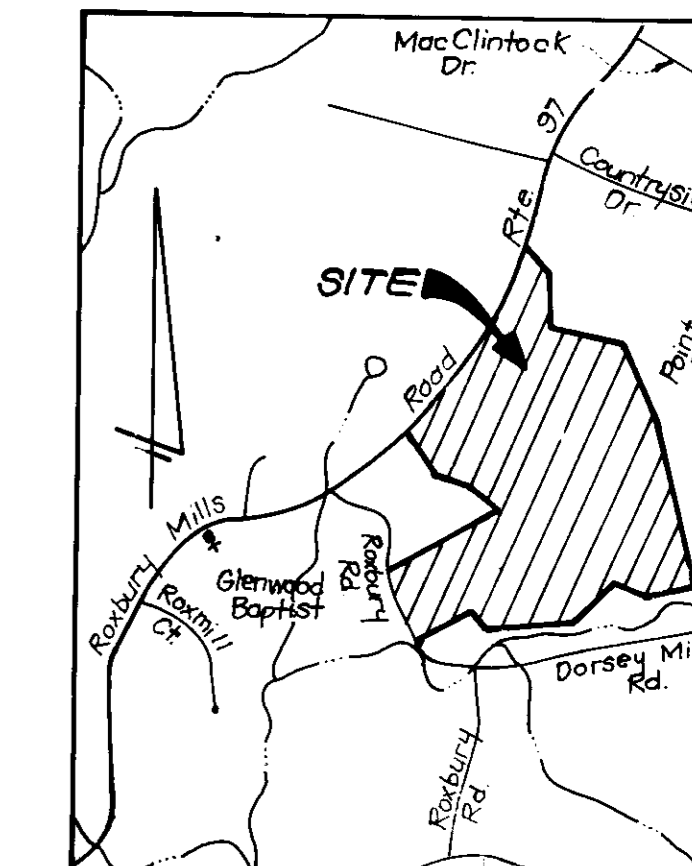 MacClintock
Dr.
97
Countrysi
Dr.
Rte.
SITE
Point
Road
Roxbury Mills
Roxbury
Rd
Glenwood
Baptist
Roxmill
Ct.
Dorsey Mi
Rd.
Roxbury
Rd.